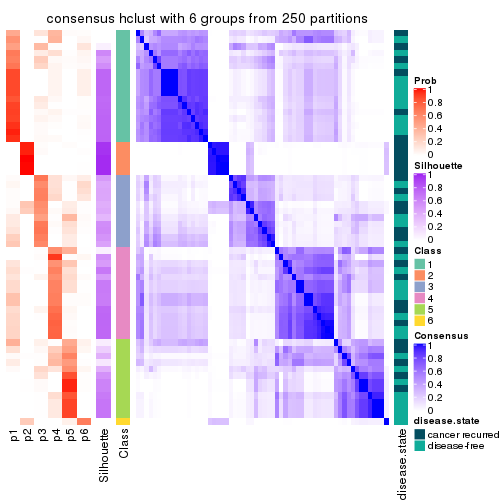 consensus hclust with 6 groups from 250 partitions
Prob
1
0.8
0.6
0.4
0.2
0
Silhouette
1
0.8
0.6
0.4
0.2
0
Class
1
2
3
4
5
6
Consensus
1
0.8
0.6
0.4
0.2
0
disease.state
cancer recurred
disease-free
p1
p2
p3
p4
p5
p6
Silhouette
Class
disease.state